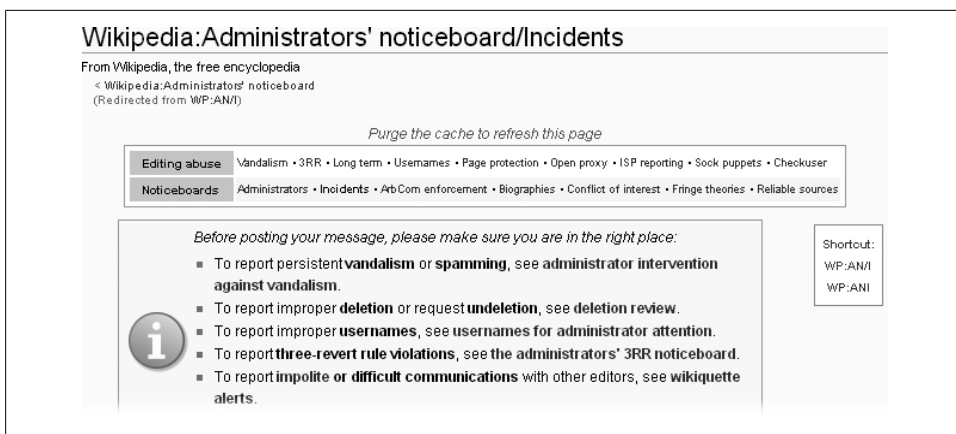 Wikipedia:Administrators' noticeboard/Incidents
From Wikipedia, the free encyclopedia
< Wikipedia:Administrators' noticeboard
(Redirected from WP:AN/I)
Purge the cache to refresh this page
Editing abuse Vandalism • 3RR • Long term • Usernames • Page protection • Open proxy • ISP reporting • Sock puppets • Checkuser
Noticeboards Administrators • Incidents • ArbCom enforcement • Biographies • Conflict of interest • Fringe theories • Reliable sources
Before posting your message, please make sure you are in the right place:
■ To report persistent vandalism or spamming, see administrator intervention
against vandalism.
■ To report improper deletion or request undeletion, see deletion review.
■ To report improper usernames, see usernames for administrator attention.
■ To report three-revert rule violations, see the administrators' 3RR noticeboard.
■ To report impolite or difficult communications with other editors, see wikiquette
alerts.
Shortcut:
WP:AN/I
WP:ANI